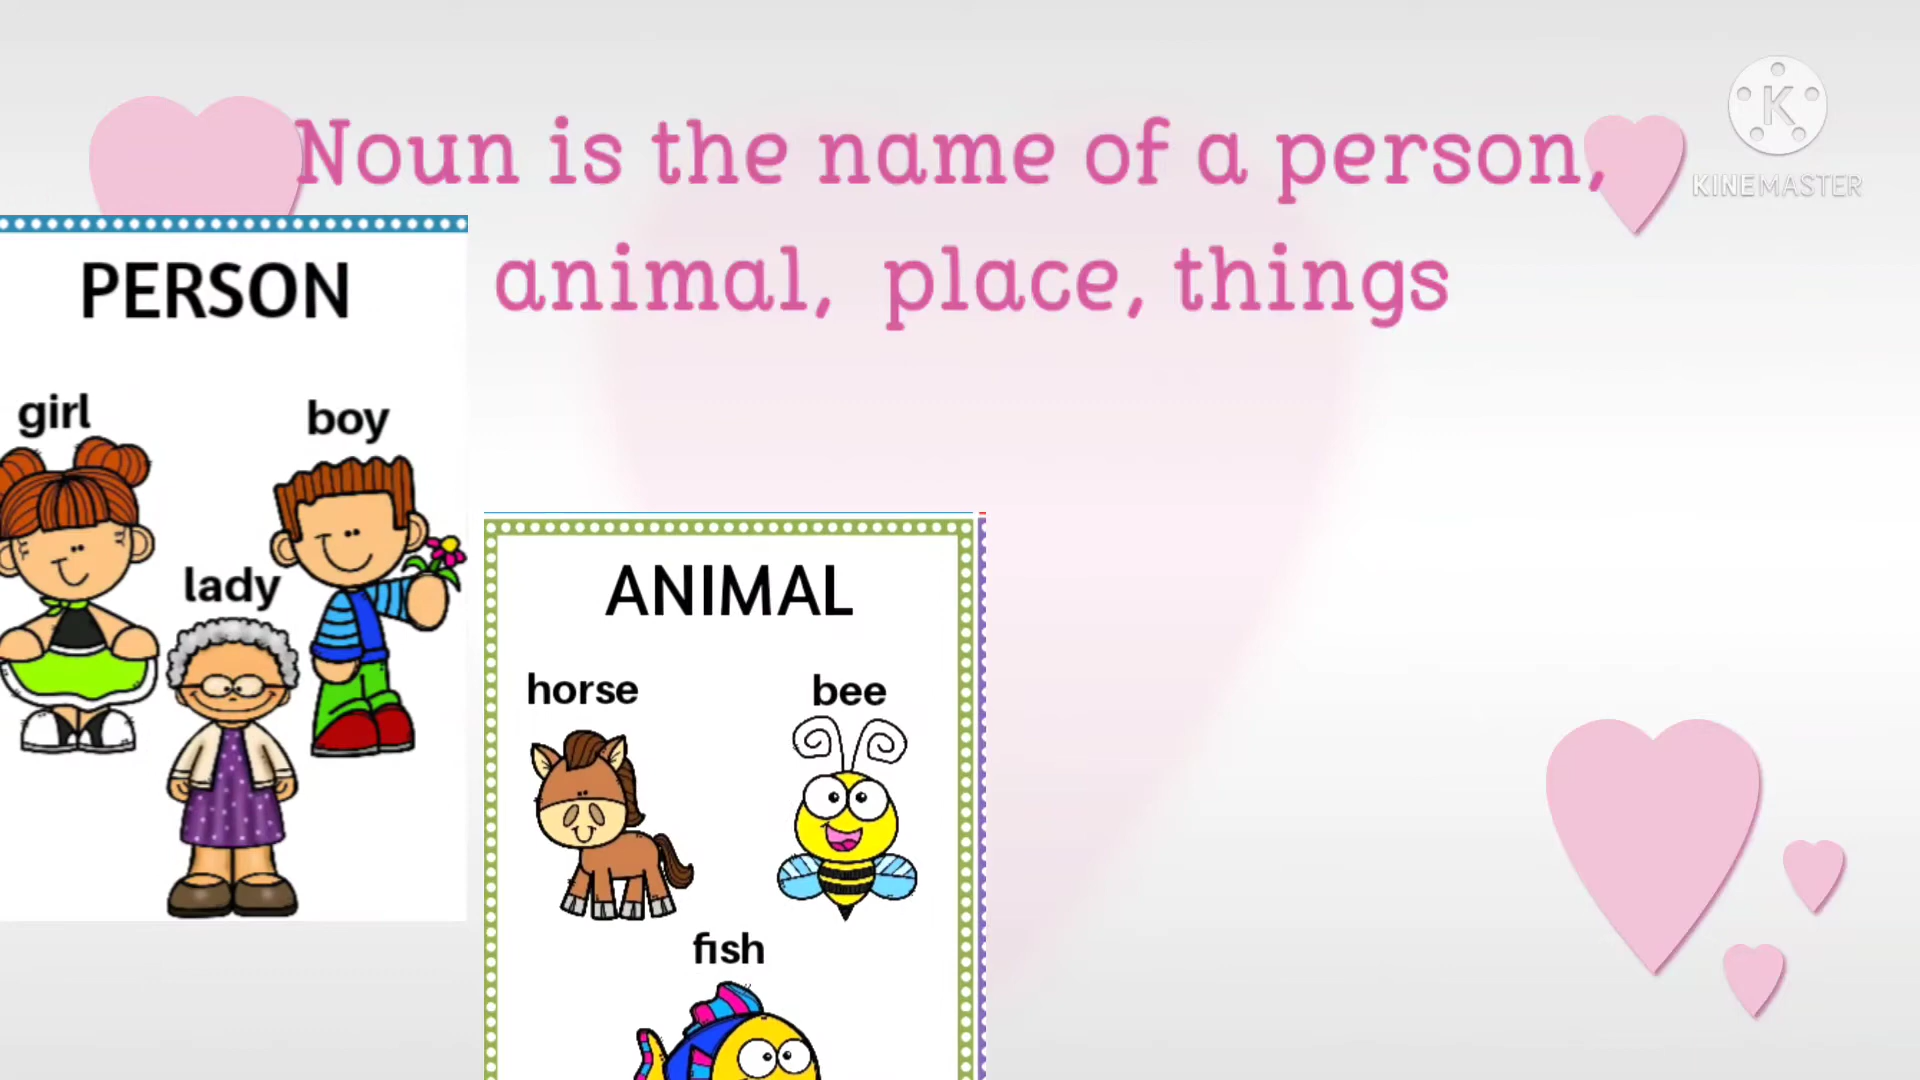 Noun is the name of a person,
animal, place, things
K
KINEMASTER
PERSON
girl
boy
lady
ANIMAL
horse
bee
fish